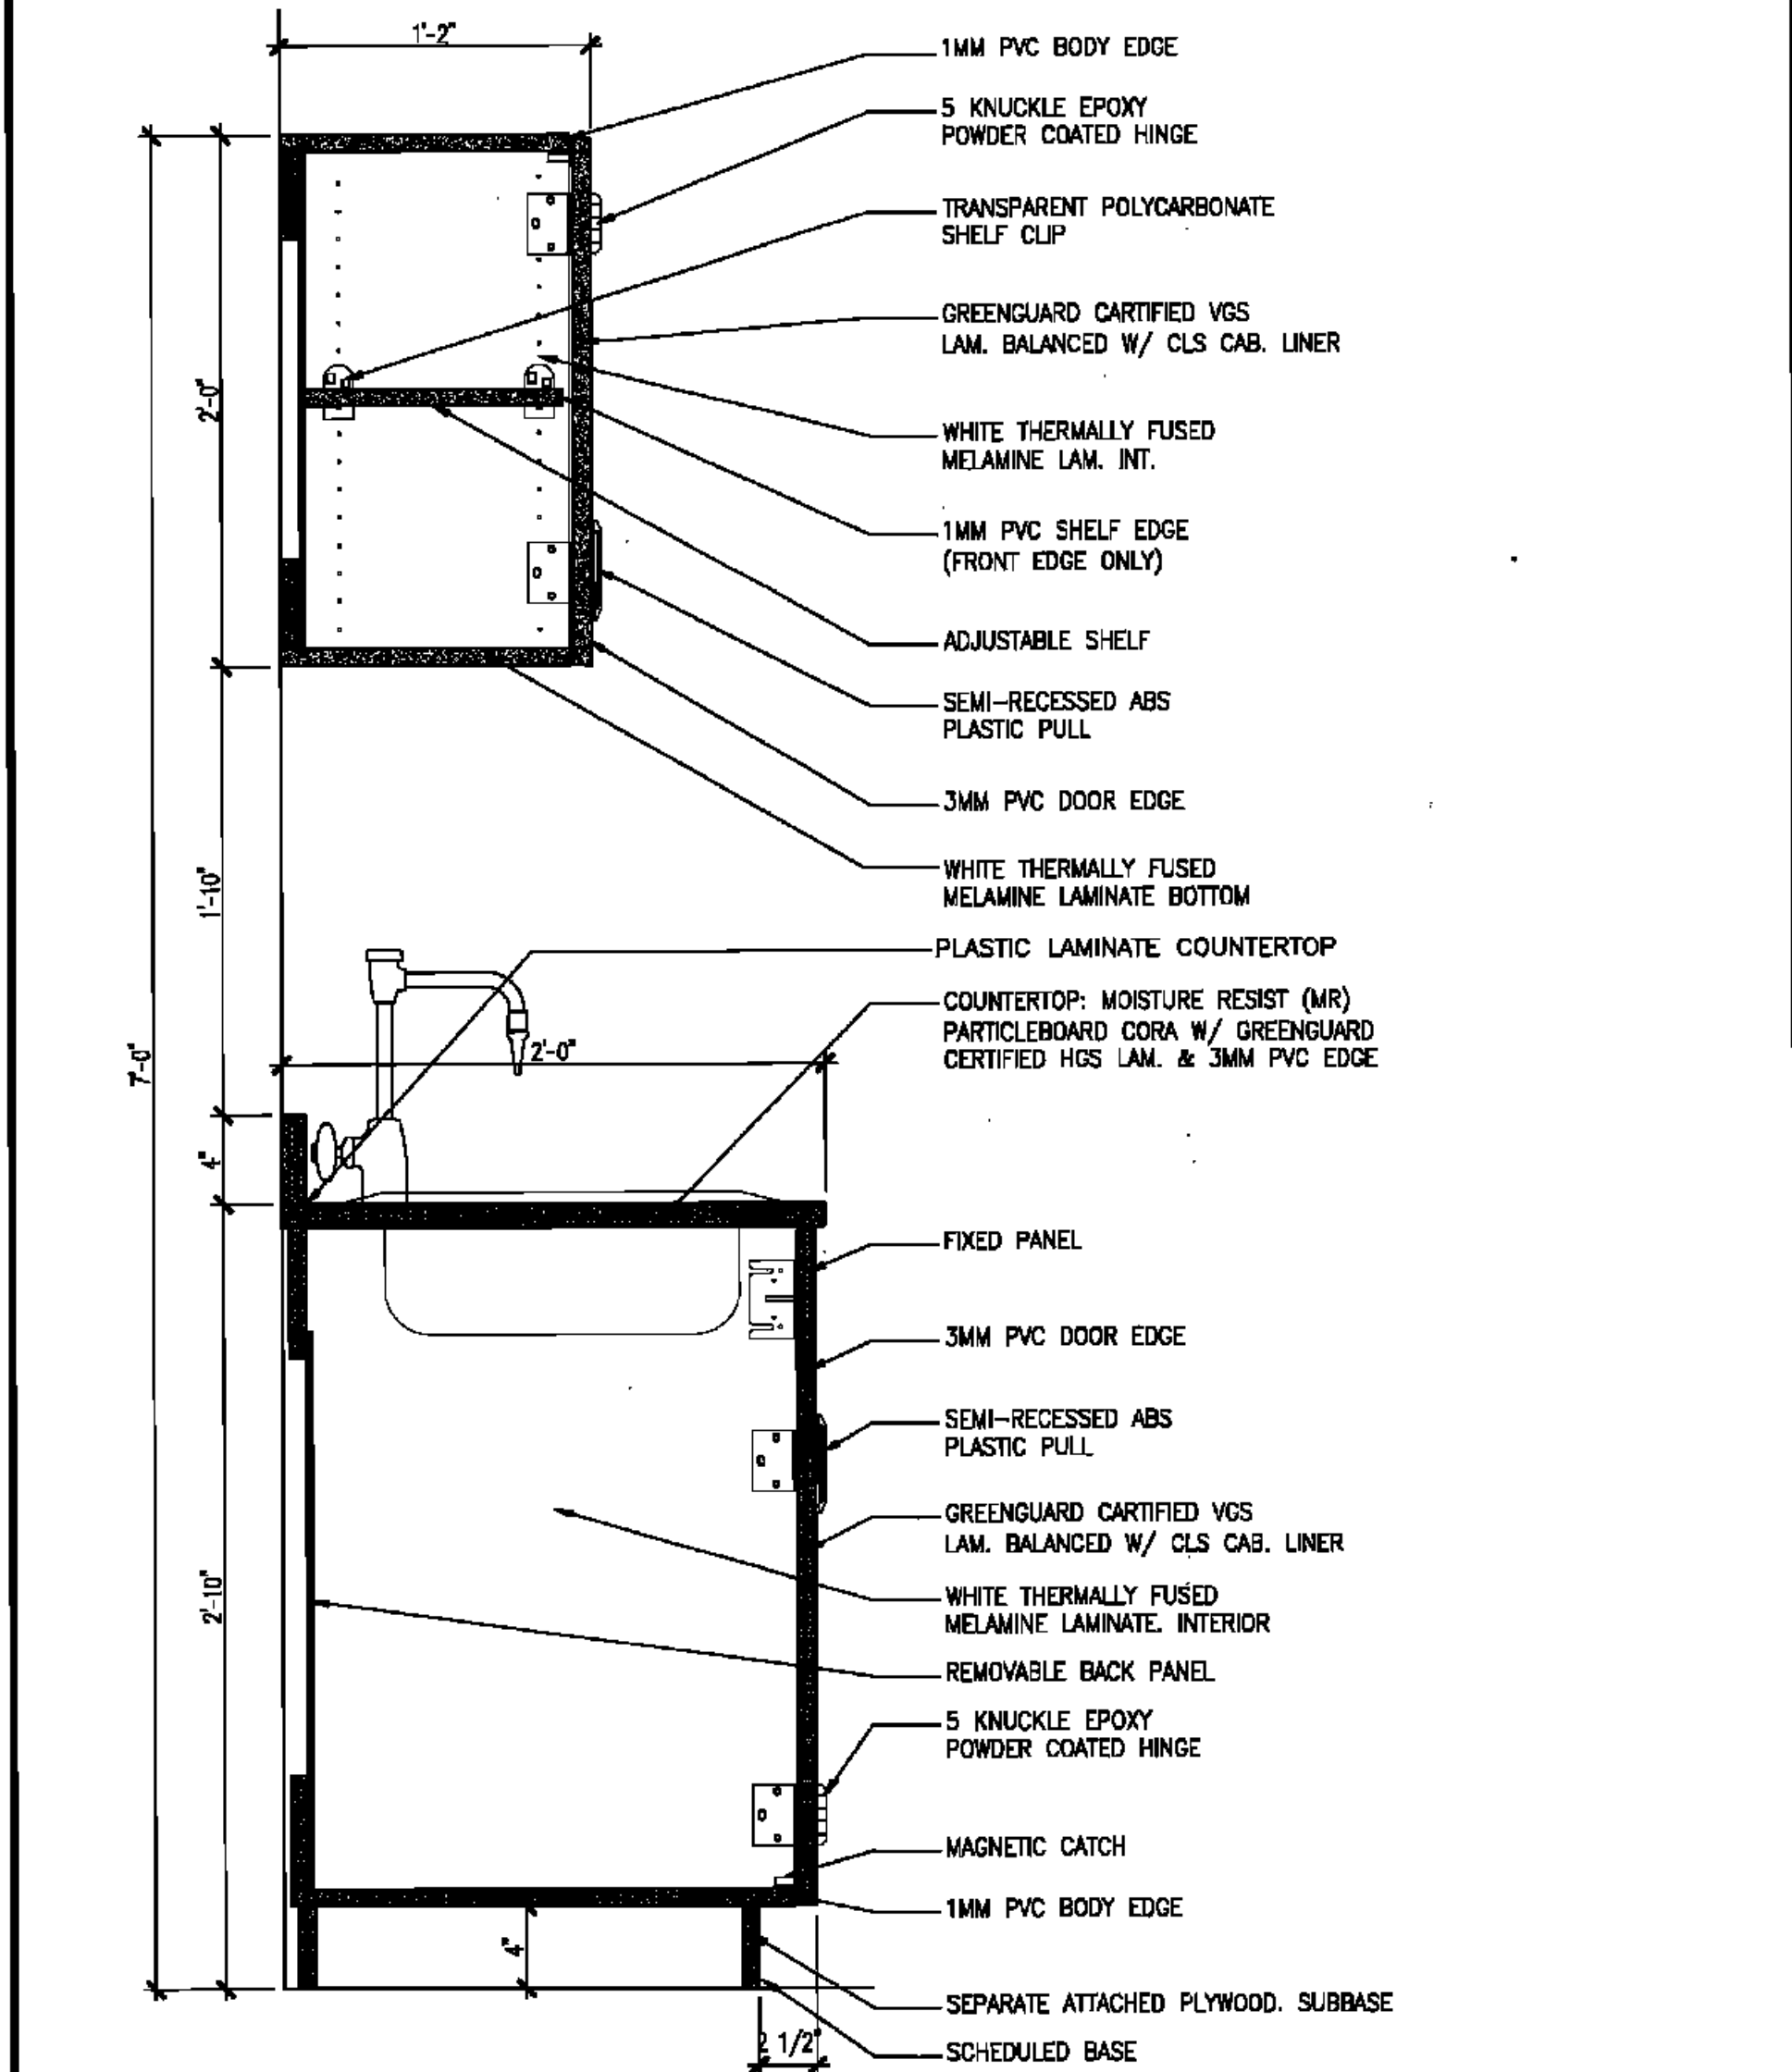 1'-2"
1MM PVC BODY EDGE
5 KNUCKLE EPOXY
POWDER COATED HINGE
TRANSPARENT POLYCARBONATE
SHELF CLIP
GREENGUARD CARTIFIED VGS
LAM. BALANCED W/ CLS CAB. LINER
2'-0"
WHITE THERMALLY FUSED
MELAMINE LAM. INT.
1MM PVC SHELF EDGE
(FRONT EDGE ONLY)
ADJUSTABLE SHELF
SEMI-RECESSED ABS
PLASTIC PULL
3MM PVC DOOR EDGE
1'-10"
WHITE THERMALLY FUSED
MELAMINE LAMINATE BOTTOM
PLASTIC LAMINATE COUNTERTOP
COUNTERTOP: MOISTURE RESIST (MR)
PARTICLEBOARD CORA W/ GREENGUARD
CERTIFIED HGS LAM. & 3MM PVC EDGE
2'-0"
7'-0"
4"
FIXED PANEL
3MM PVC DOOR EDGE
SEMI-RECESSED ABS
PLASTIC PULL
GREENGUARD CARTIFIED VGS
LAM. BALANCED W/ CLS CAB. LINER
2'-10"
WHITE THERMALLY FUSED
MELAMINE LAMINATE. INTERIOR
REMOVABLE BACK PANEL
5 KNUCKLE EPOXY
POWDER COATED HINGE
MAGNETIC CATCH
1MM PVC BODY EDGE
4"
SEPARATE ATTACHED PLYWOOD. SUBBASE
2 1/2"
SCHEDULED BASE